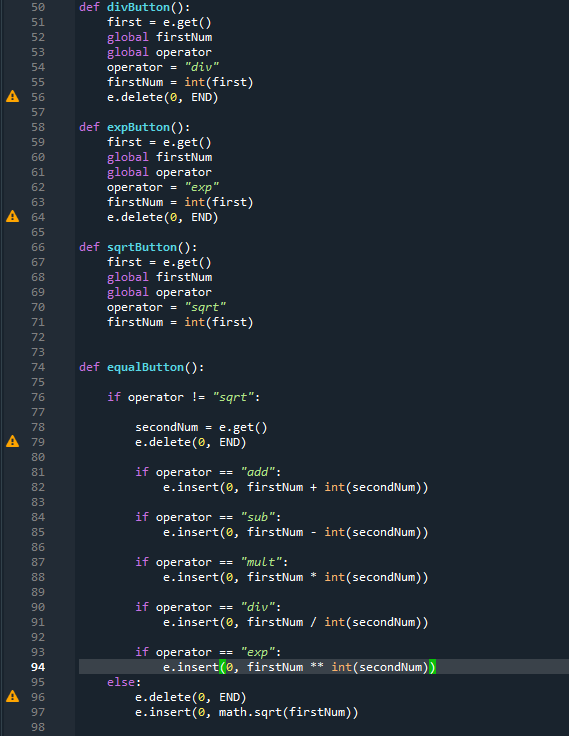 50 def divButton():
51     first = e.get()
52     global firstNum
53     global operator
54     operator = "div"
55     firstNum = int(first)
56     e.delete(0, END)
57
58 def expButton():
59     first = e.get()
60     global firstNum
61     global operator
62     operator = "exp"
63     firstNum = int(first)
64     e.delete(0, END)
65
66 def sqrtButton():
67     first = e.get()
68     global firstNum
69     global operator
70     operator = "sqrt"
71     firstNum = int(first)
72
73
74 def equalButton():
75
76     if operator != "sqrt":
77
78         secondNum = e.get()
79         e.delete(0, END)
80
81         if operator == "add":
82             e.insert(0, firstNum + int(secondNum))
83
84         if operator == "sub":
85             e.insert(0, firstNum - int(secondNum))
86
87         if operator == "mult":
88             e.insert(0, firstNum * int(secondNum))
89
90         if operator == "div":
91             e.insert(0, firstNum / int(secondNum))
92
93         if operator == "exp":
94             e.insert(0, firstNum ** int(secondNum))
95     else:
96         e.delete(0, END)
97         e.insert(0, math.sqrt(firstNum))
98